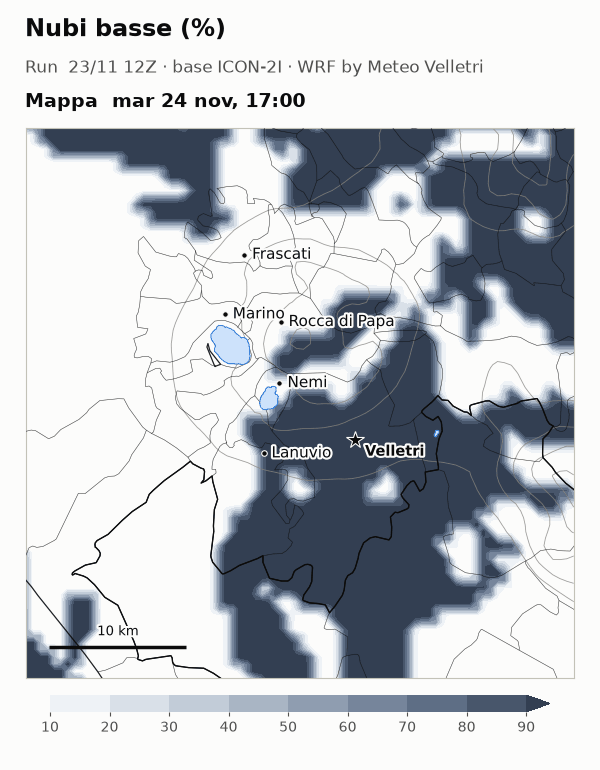 Nubi basse (%)
Run  23/11 12Z · base ICON-2I · WRF by Meteo Velletri
Mappa  mar 24 nov, 17:00
Frascati
Marino
Rocca di Papa
Nemi
Velletri
Lanuvio
10 km
10 20 30 40 50 60 70 80 90